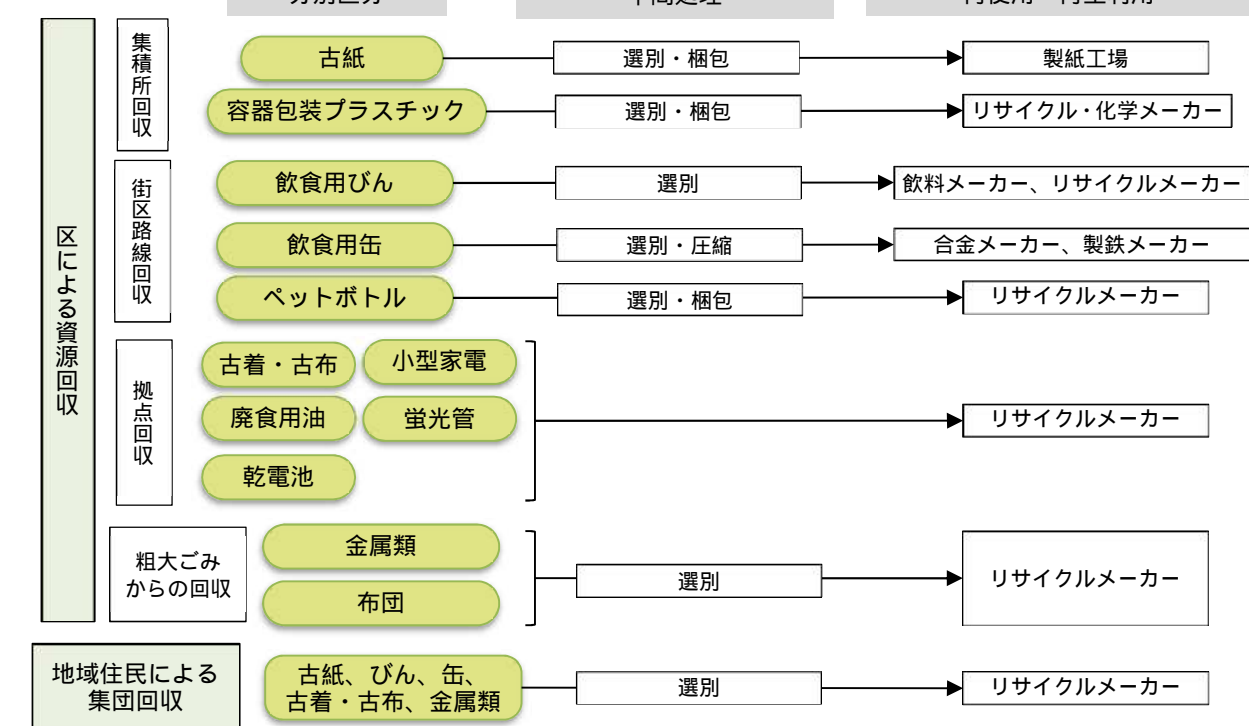 集積所回収
古紙
選別・梱包
製紙工場
容器包装プラスチック
選別・梱包
リサイクル・化学メーカー
区による資源回収
街区路線回収
飲食用びん
選別
飲料メーカー、リサイクルメーカー
飲食用缶
選別・圧縮
合金メーカー、製鉄メーカー
ペットボトル
選別・梱包
リサイクルメーカー
拠点回収
古着・古布
小型家電
廃食用油
蛍光管
乾電池
リサイクルメーカー
粗大ごみ
からの回収
金属類
布団
選別
リサイクルメーカー
地域住民による
集団回収
古紙、びん、缶、
古着・古布、金属類
選別
リサイクルメーカー